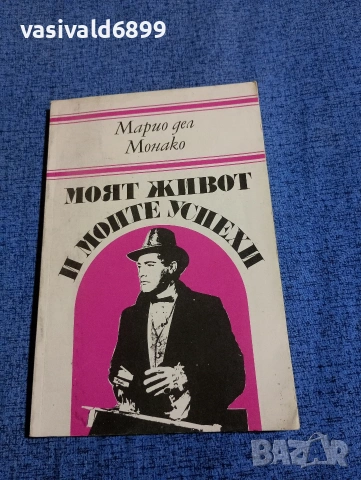 vasivald6899
Марио дел
Монако
МОЯТ ЖИВОТ
И МОИТЕ УСПЕХИ
BAZAR